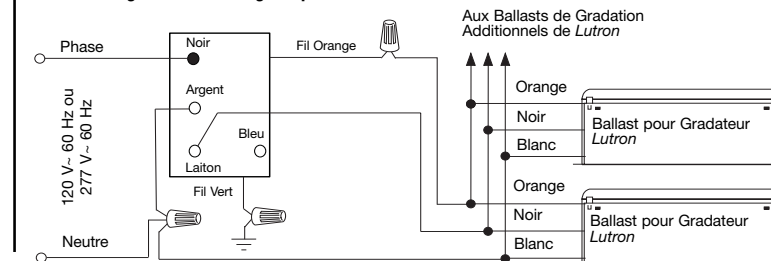 Aux Ballasts de Gradation
Additionnels de Lutron
Phase
Noir
Fil Orange
Argent
Bleu
Laiton
Fil Vert
120 V~ 60 Hz ou
277 V~ 60 Hz
Neutre
Orange
Noir
Blanc
Ballast pour Gradateur
Lutron
Orange
Noir
Blanc
Ballast pour Gradateur
Lutron